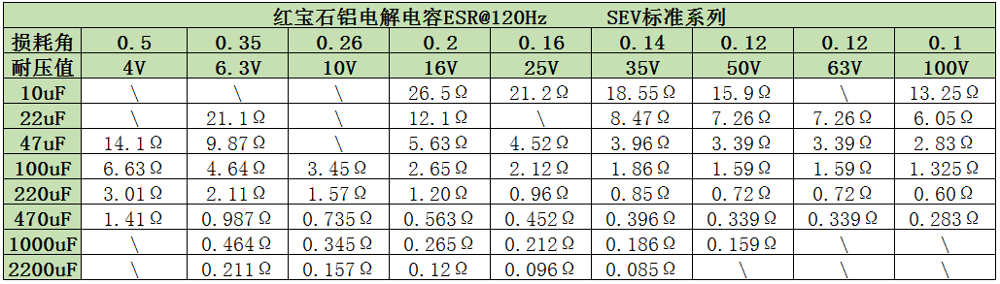 红宝石铝电解电容ESR@120Hz SEV标准系列
损耗角 0.5 0.35 0.26 0.2 0.16 0.14 0.12 0.12 0.1
耐压值 4V 6.3V 10V 16V 25V 35V 50V 63V 100V
10uF \ \ \ 26.5Ω 21.2Ω 18.55Ω 15.9Ω \ 13.25Ω
22uF \ 21.1Ω \ 12.1Ω \ 8.47Ω 7.26Ω 7.26Ω 6.05Ω
47uF 14.1Ω 9.87Ω \ 5.63Ω 4.52Ω 3.96Ω 3.39Ω 3.39Ω 2.83Ω
100uF 6.63Ω 4.64Ω 3.45Ω 2.65Ω 2.12Ω 1.86Ω 1.59Ω 1.59Ω 1.325Ω
220uF 3.01Ω 2.11Ω 1.57Ω 1.20Ω 0.96Ω 0.85Ω 0.72Ω 0.72Ω 0.60Ω
470uF 1.41Ω 0.987Ω 0.735Ω 0.563Ω 0.452Ω 0.396Ω 0.339Ω 0.339Ω 0.283Ω
1000uF \ 0.464Ω 0.345Ω 0.265Ω 0.212Ω 0.186Ω 0.159Ω \ \
2200uF \ 0.211Ω 0.157Ω 0.12Ω 0.096Ω 0.085Ω \ \ \